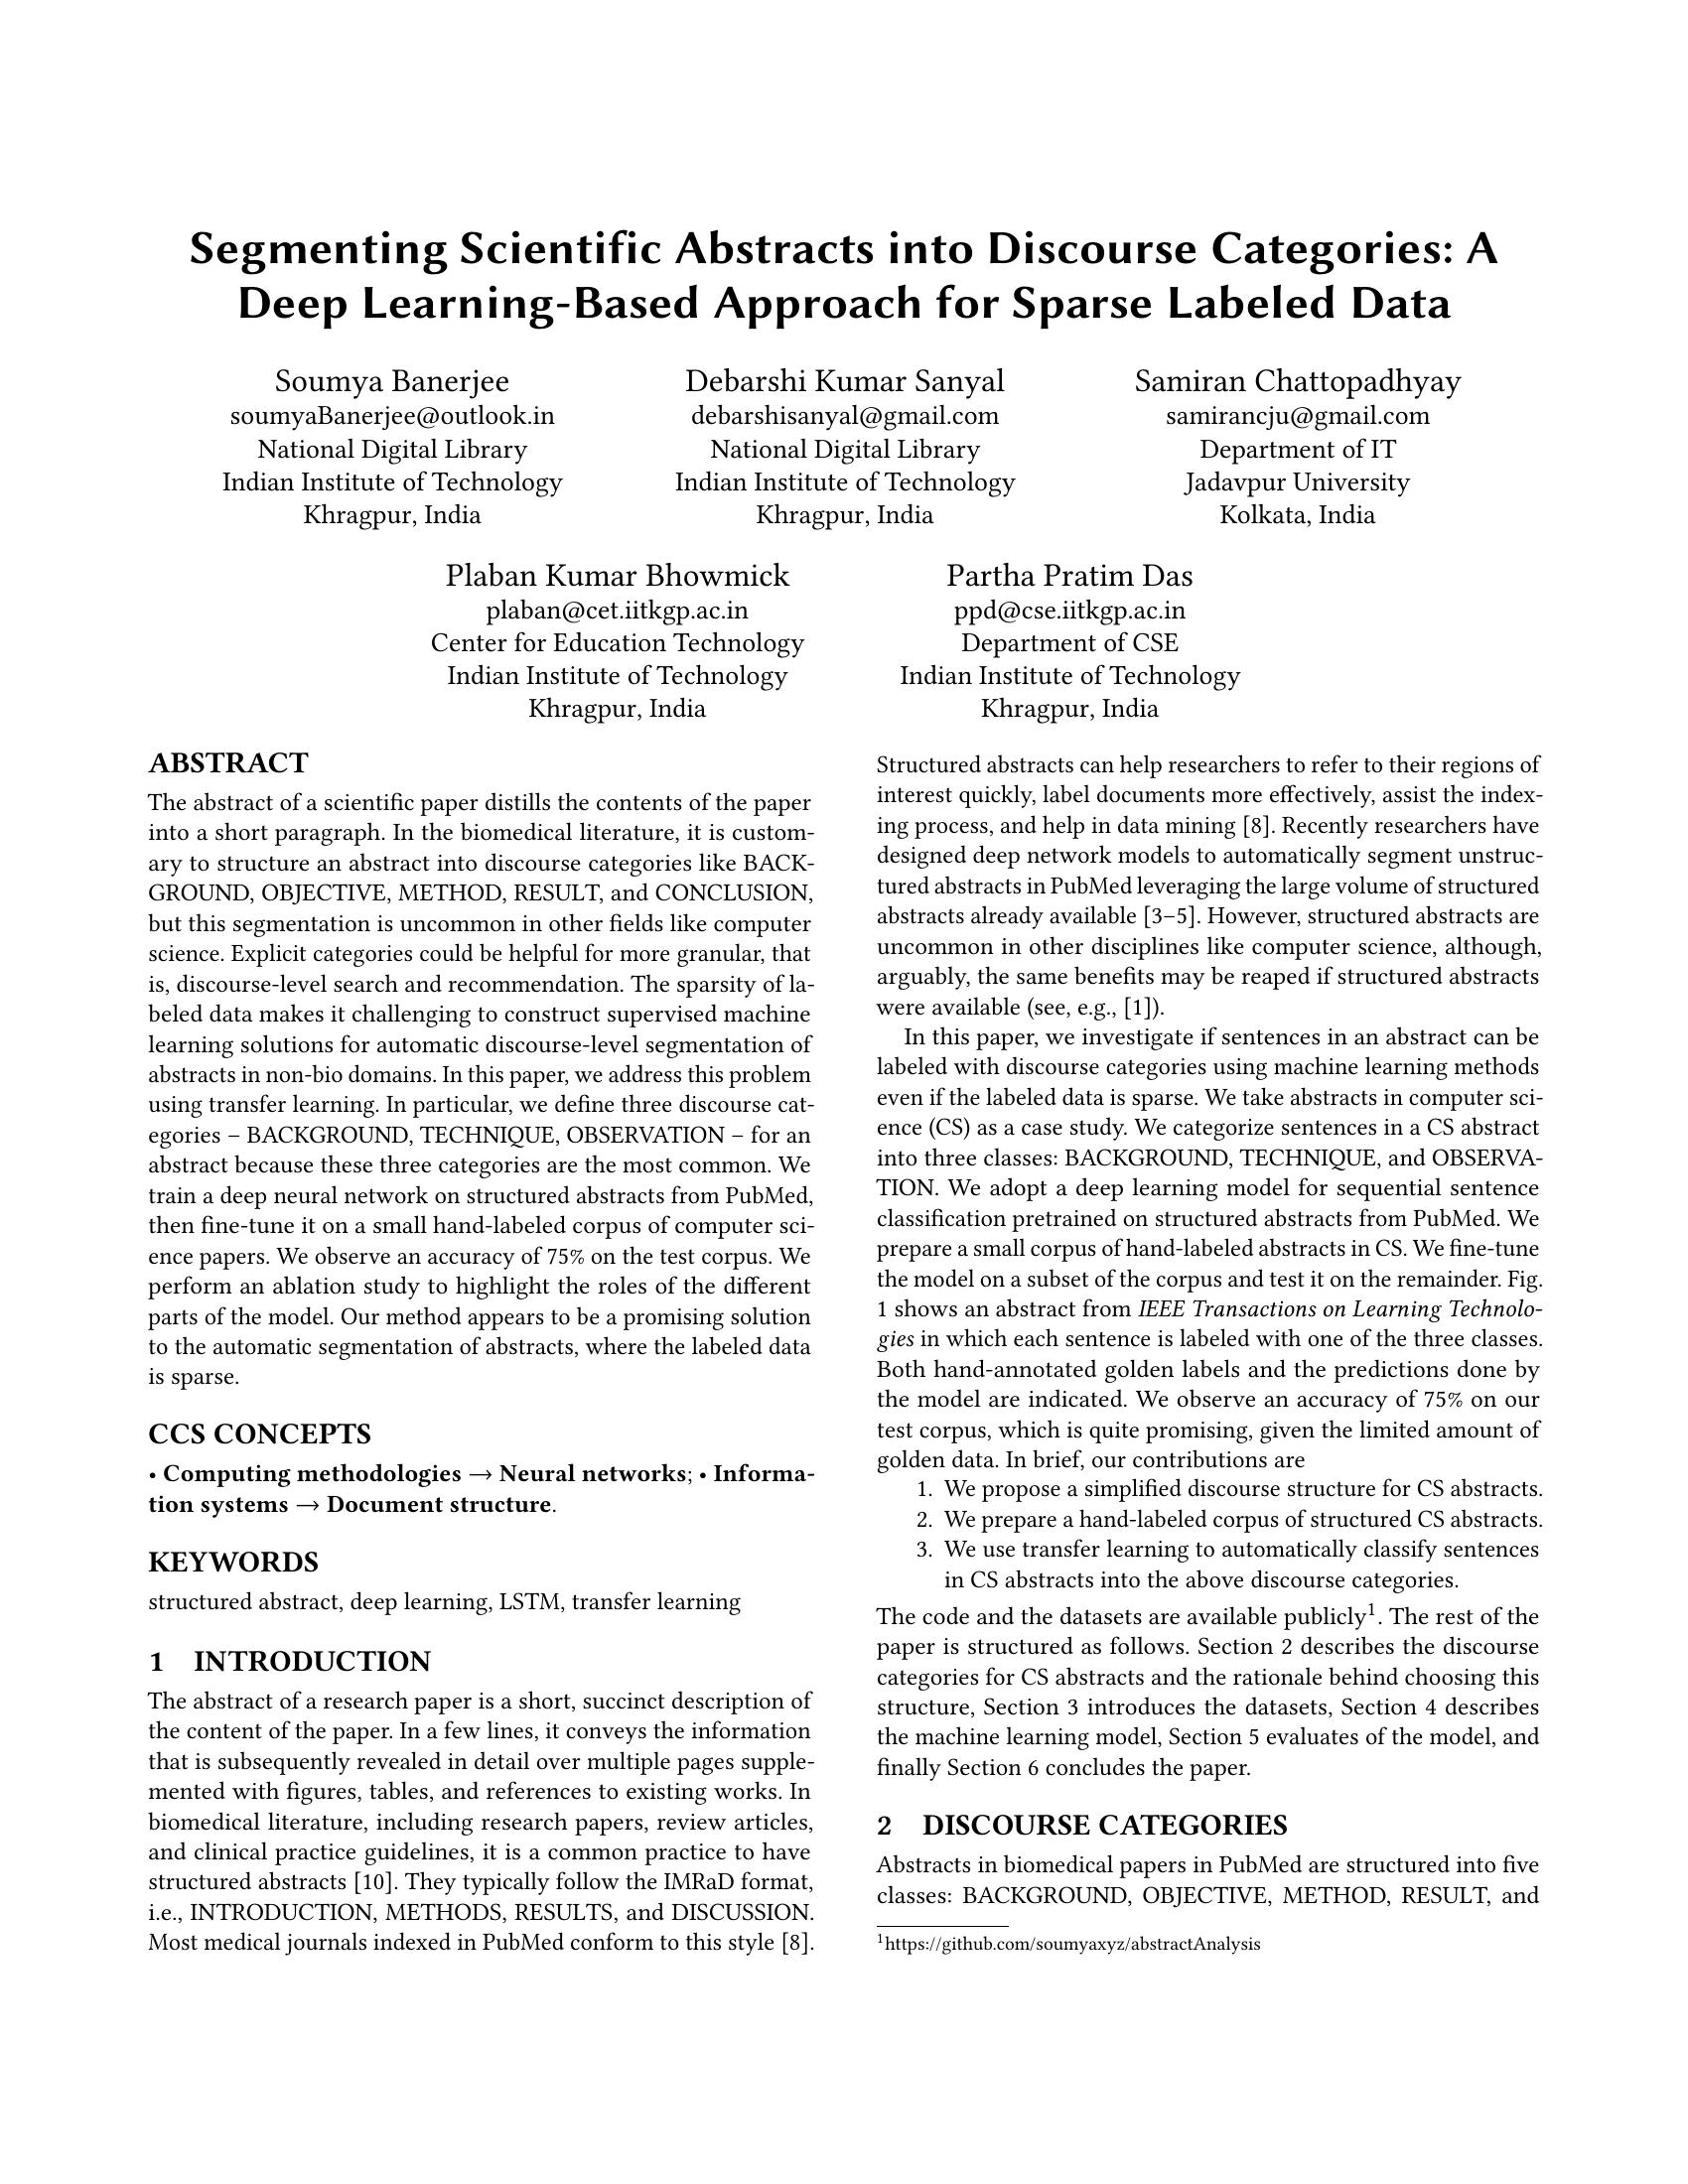 Segmenting Scientific Abstracts into Discourse Categories: A
Deep Learning-Based Approach for Sparse Labeled Data
Soumya Banerjee
soumyaBanerjee@outlook.in
National Digital Library
Indian Institute of Technology
Khragpur, India
Debarshi Kumar Sanyal
debarshisanyal@gmail.com
National Digital Library
Indian Institute of Technology
Khragpur, India
Samiran Chattopadhyay
samirancju@gmail.com
Department of IT
Jadavpur University
Kolkata, India
Plaban Kumar Bhowmick
plaban@cet.iitkgp.ac.in
Center for Education Technology
Indian Institute of Technology
Khragpur, India
Partha Pratim Das
ppd@cse.iitkgp.ac.in
Department of CSE
Indian Institute of Technology
Khragpur, India
ABSTRACT
The abstract of a scientific paper distills the contents of the paper
into a short paragraph. In the biomedical literature, it is custom-
ary to structure an abstract into discourse categories like BACK-
GROUND, OBJECTIVE, METHOD, RESULT, and CONCLUSION,
but this segmentation is uncommon in other fields like computer
science. Explicit categories could be helpful for more granular, that
is, discourse-level search and recommendation. The sparsity of la-
beled data makes it challenging to construct supervised machine
learning solutions for automatic discourse-level segmentation of
abstracts in non-bio domains. In this paper, we address this problem
using transfer learning. In particular, we define three discourse cat-
egories – BACKGROUND, TECHNIQUE, OBSERVATION – for an
abstract because these three categories are the most common. We
train a deep neural network on structured abstracts from PubMed,
then fine-tune it on a small hand-labeled corpus of computer sci-
ence papers. We observe an accuracy of 75% on the test corpus. We
perform an ablation study to highlight the roles of the different
parts of the model. Our method appears to be a promising solution
to the automatic segmentation of abstracts, where the labeled data
is sparse.
CCS CONCEPTS
• Computing methodologies → Neural networks; • Informa-
tion systems → Document structure.
KEYWORDS
structured abstract, deep learning, LSTM, transfer learning
1 INTRODUCTION
The abstract of a research paper is a short, succinct description of
the content of the paper. In a few lines, it conveys the information
that is subsequently revealed in detail over multiple pages supple-
mented with figures, tables, and references to existing works. In
biomedical literature, including research papers, review articles,
and clinical practice guidelines, it is a common practice to have
structured abstracts [10]. They typically follow the IMRaD format,
i.e., INTRODUCTION, METHODS, RESULTS, and DISCUSSION.
Most medical journals indexed in PubMed conform to this style [8].
Structured abstracts can help researchers to refer to their regions of
interest quickly, label documents more effectively, assist the index-
ing process, and help in data mining [8]. Recently researchers have
designed deep network models to automatically segment unstruc-
tured abstracts in PubMed leveraging the large volume of structured
abstracts already available [3–5]. However, structured abstracts are
uncommon in other disciplines like computer science, although,
arguably, the same benefits may be reaped if structured abstracts
were available (see, e.g., [1]).
In this paper, we investigate if sentences in an abstract can be
labeled with discourse categories using machine learning methods
even if the labeled data is sparse. We take abstracts in computer sci-
ence (CS) as a case study. We categorize sentences in a CS abstract
into three classes: BACKGROUND, TECHNIQUE, and OBSERVA-
TION. We adopt a deep learning model for sequential sentence
classification pretrained on structured abstracts from PubMed. We
prepare a small corpus of hand-labeled abstracts in CS. We fine-tune
the model on a subset of the corpus and test it on the remainder. Fig.
1 shows an abstract from IEEE Transactions on Learning Technolo-
gies in which each sentence is labeled with one of the three classes.
Both hand-annotated golden labels and the predictions done by
the model are indicated. We observe an accuracy of 75% on our
test corpus, which is quite promising, given the limited amount of
golden data. In brief, our contributions are
1. We propose a simplified discourse structure for CS abstracts.
2. We prepare a hand-labeled corpus of structured CS abstracts.
3. We use transfer learning to automatically classify sentences
in CS abstracts into the above discourse categories.
The code and the datasets are available publicly1. The rest of the
paper is structured as follows. Section 2 describes the discourse
categories for CS abstracts and the rationale behind choosing this
structure, Section 3 introduces the datasets, Section 4 describes
the machine learning model, Section 5 evaluates of the model, and
finally Section 6 concludes the paper.
2 DISCOURSE CATEGORIES
Abstracts in biomedical papers in PubMed are structured into five
classes: BACKGROUND, OBJECTIVE, METHOD, RESULT, and
1https://github.com/soumyaxyz/abstractAnalysis